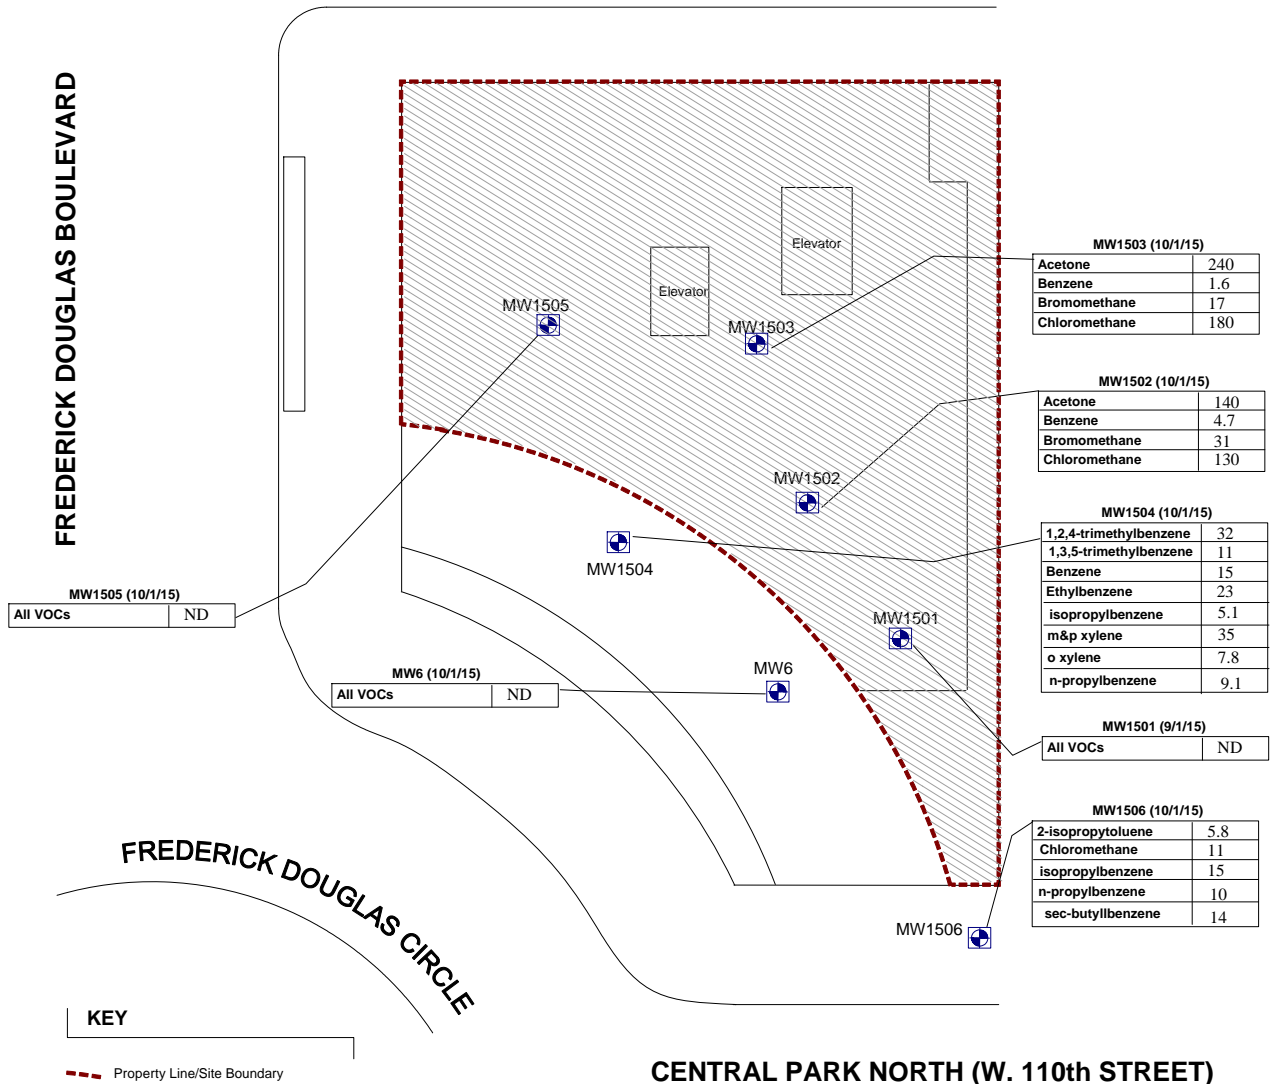 FREDERICK DOUGLAS BOULEVARD
Elevator
Elevator
MW1505
MW1503
MW1502
MW1504
MW1501
MW6
MW1506
MW1503 (10/1/15)
Acetone 240
Benzene 1.6
Bromomethane 17
Chloromethane 180
MW1502 (10/1/15)
Acetone 140
Benzene 4.7
Bromomethane 31
Chloromethane 130
MW1504 (10/1/15)
1,2,4-trimethylbenzene 32
1,3,5-trimethylbenzene 11
Benzene 15
Ethylbenzene 23
isopropylbenzene 5.1
m&p xylene 35
o xylene 7.8
n-propylbenzene 9.1
MW1505 (10/1/15)
All VOCs ND
MW6 (10/1/15)
All VOCs ND
MW1501 (9/1/15)
All VOCs ND
MW1506 (10/1/15)
2-isopropytoluene 5.8
Chloromethane 11
isopropylbenzene 15
n-propylbenzene 10
sec-butyllbenzene 14
FREDERICK DOUGLAS CIRCLE
KEY
Property Line/Site Boundary
CENTRAL PARK NORTH (W. 110th STREET)